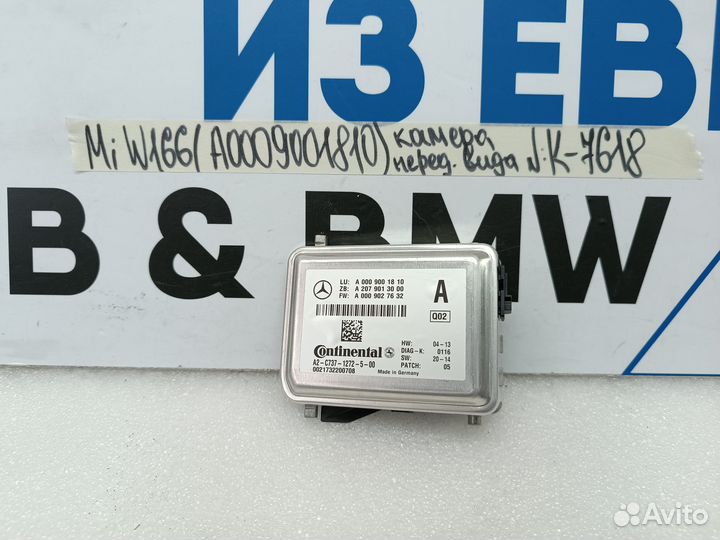 ИЗ ЕВ
Mi W166 (A0009001810) камера
перед. вида N:K-7618
B & BMW
LU: A 000 900 18 10
ZB: A 207 901 30 00
FW: A 000 902 76 32
A
Q02
Continental
A2-C737-1272-5-00
0021732200708
HW: 04-13
DIAG-K: 0116
SW: 20-14
PATCH: 05
Made in Germany
Avito